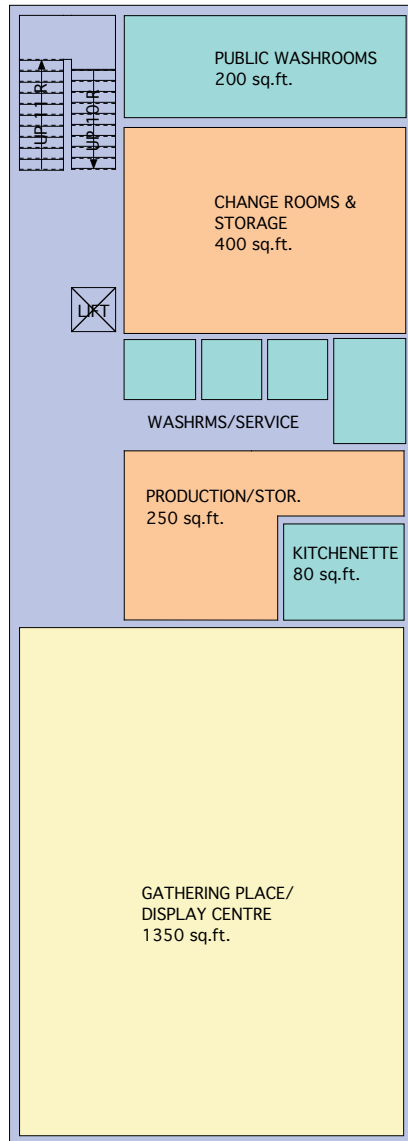 PUBLIC WASHROOMS
200 sq.ft.
UP 11 R
UP 10 R
CHANGE ROOMS &
STORAGE
400 sq.ft.
LIFT
WASHRMS/SERVICE
PRODUCTION/STOR.
250 sq.ft.
KITCHENETTE
80 sq.ft.
GATHERING PLACE/
DISPLAY CENTRE
1350 sq.ft.